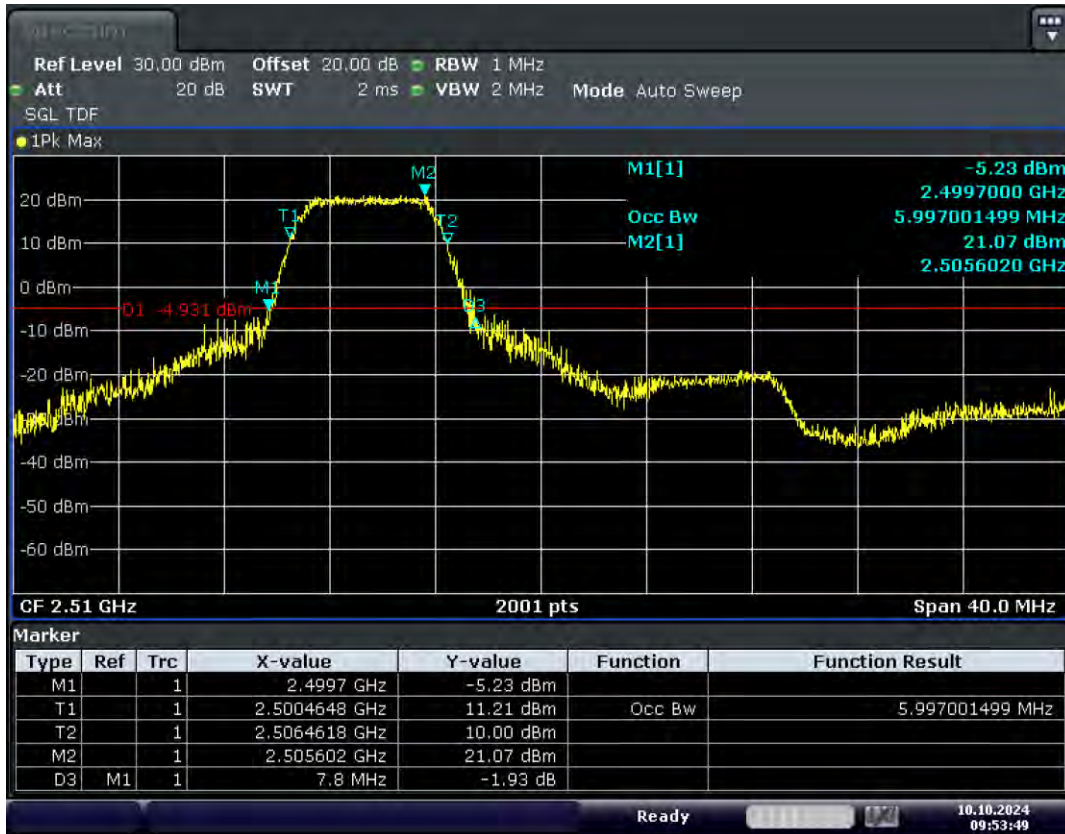 Spectrum
Ref Level 30.00 dBm Offset 20.00 dB RBW 1 MHz
Att 20 dB SWT 2 ms VBW 2 MHz Mode Auto Sweep
SGL TDF
1Pk Max
M1[1] -5.23 dBm
2.4997000 GHz
Occ Bw 5.997001499 MHz
M2[1] 21.07 dBm
2.5056020 GHz
M2
20 dBm
T1
T2
10 dBm
0 dBm
M1
D1 -4.931 dBm
-10 dBm
-20 dBm
-40 dBm
-50 dBm
-60 dBm
CF 2.51 GHz 2001 pts Span 40.0 MHz
Marker
Type Ref Trc X-value Y-value Function Function Result
M1 1 2.4997 GHz -5.23 dBm
T1 1 2.5004648 GHz 11.21 dBm Occ Bw 5.997001499 MHz
T2 1 2.5064618 GHz 10.00 dBm
M2 1 2.505602 GHz 21.07 dBm
D3 M1 1 7.8 MHz -1.93 dB
Ready 10.10.2024
09:53:49